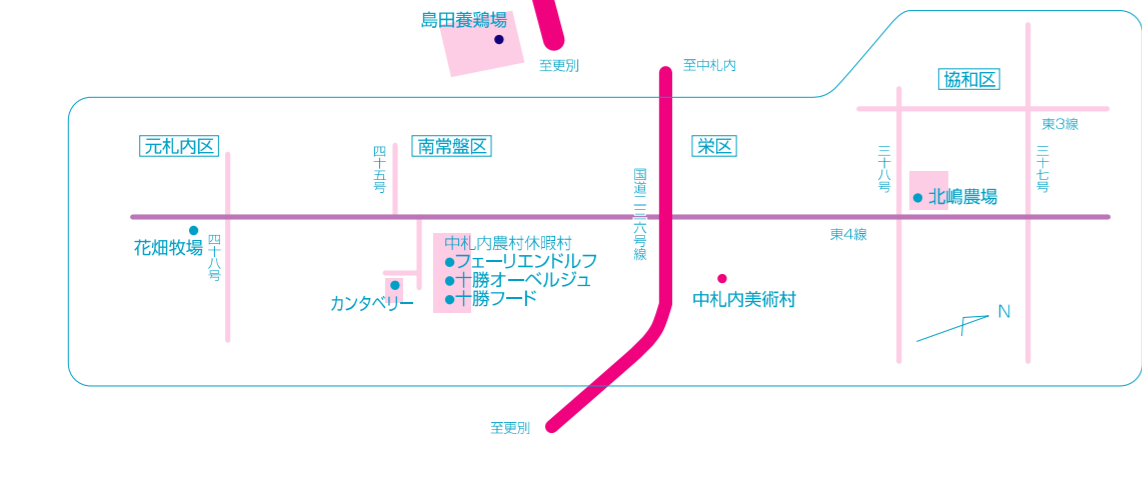 島田養鶏場
至更別
至中札内
協和区
東3線
元札内区
四十五号
南常盤区
栄区
三十八号
三十七号
国道二三六号線
北嶋農場
東4線
花畑牧場
四十八号
中札内農村休暇村
●フェーリエンドルフ
●十勝オーベルジュ
●十勝フード
カンタベリー
中札内美術村
N
至更別